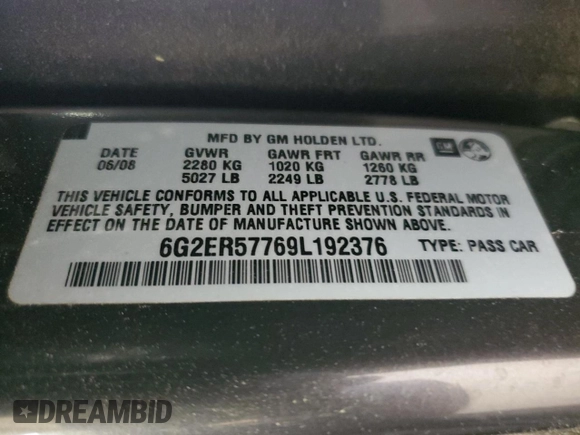 MFD BY GM HOLDEN LTD.
GM
DATE GVWR GAWR FRT GAWR RR
06/08 2280 KG 1020 KG 1260 KG
5027 LB 2249 LB 2778 LB
THIS VEHICLE CONFORMS TO ALL APPLICABLE U.S. FEDERAL MOTOR
VEHICLE SAFETY, BUMPER AND THEFT PREVENTION STANDARDS IN
EFFECT ON THE DATE OF MANUFACTURE SHOWN ABOVE.
6G2ER57769L192376 TYPE: PASS CAR
DREAMBID